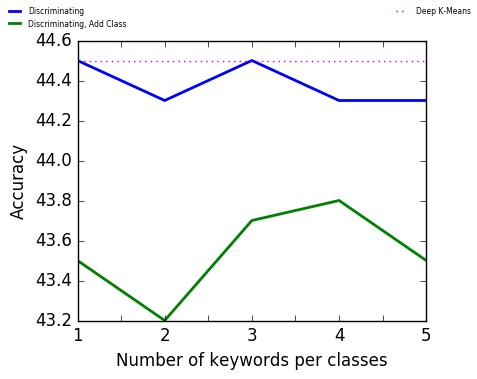 Discriminating
Discriminating, Add Class
Deep K-Means
44.6
44.4
44.2
44.0
43.8
43.6
43.4
43.2
Accuracy
1 2 3 4 5
Number of keywords per classes